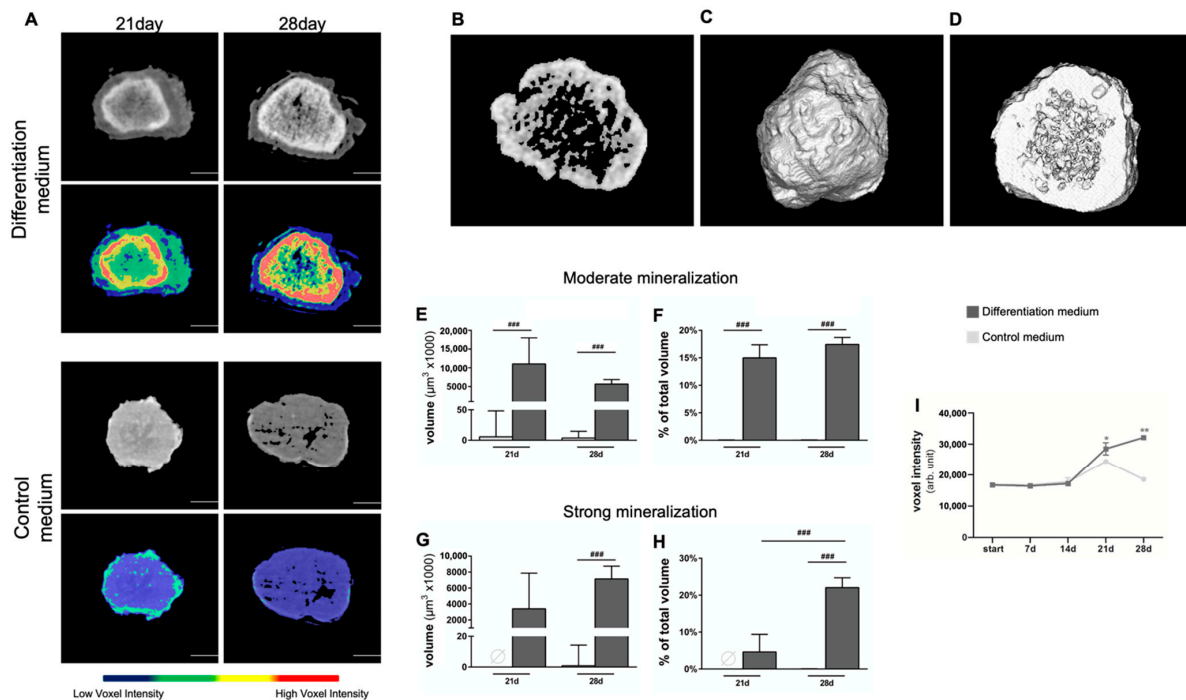 A
21day
28day
Differentiation
medium
Control
medium
Low Voxel Intensity
High Voxel Intensity
B
C
D
Moderate mineralization
E
volume (µm³ x1000)
20,000
15,000
10,000
5000
50
0
###
###
21d
28d
F
% of total volume
20%
15%
10%
5%
0%
###
###
21d
28d
Strong mineralization
G
volume (µm³ x1000)
10,000
8000
6000
4000
2000
20
0
###
21d
28d
H
% of total volume
30%
20%
10%
0%
###
###
21d
28d
Differentiation medium
Control medium
I
voxel intensity
(arb. unit)
40,000
30,000
20,000
10,000
0
*
**
start
7d
14d
21d
28d